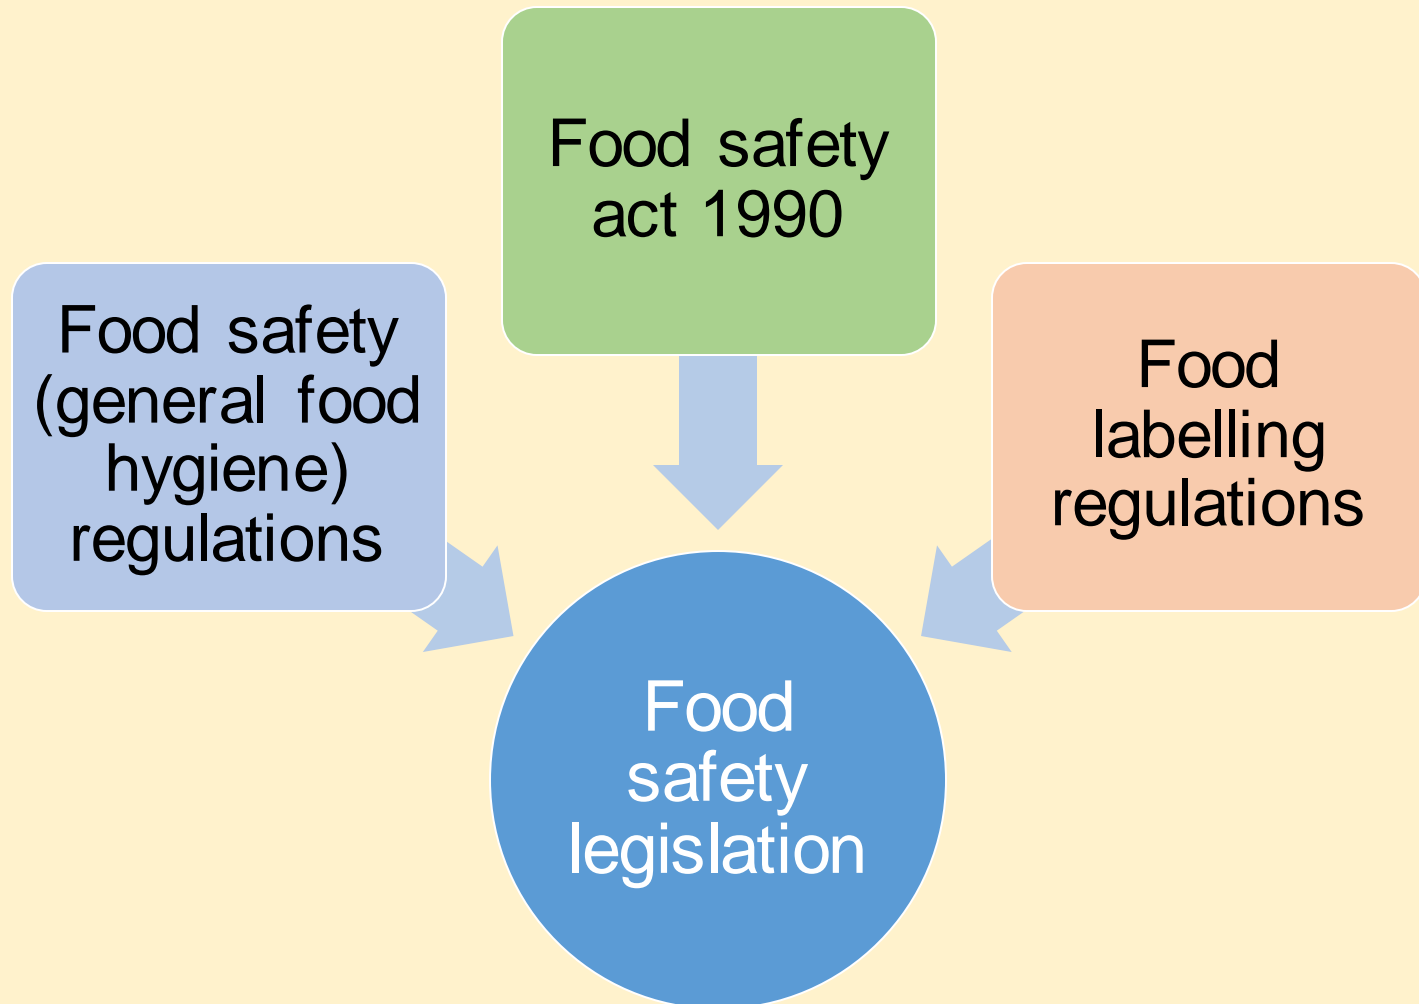 Food safety
act 1990
Food safety
(general food
hygiene)
regulations
Food
labelling
regulations
Food
safety
legislation